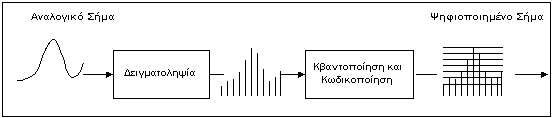 Αναλογικό Σήμα
Ψηφιοποιημένο Σήμα
Δειγματοληψία
Κβαντοποίηση και
Κωδικοποίηση